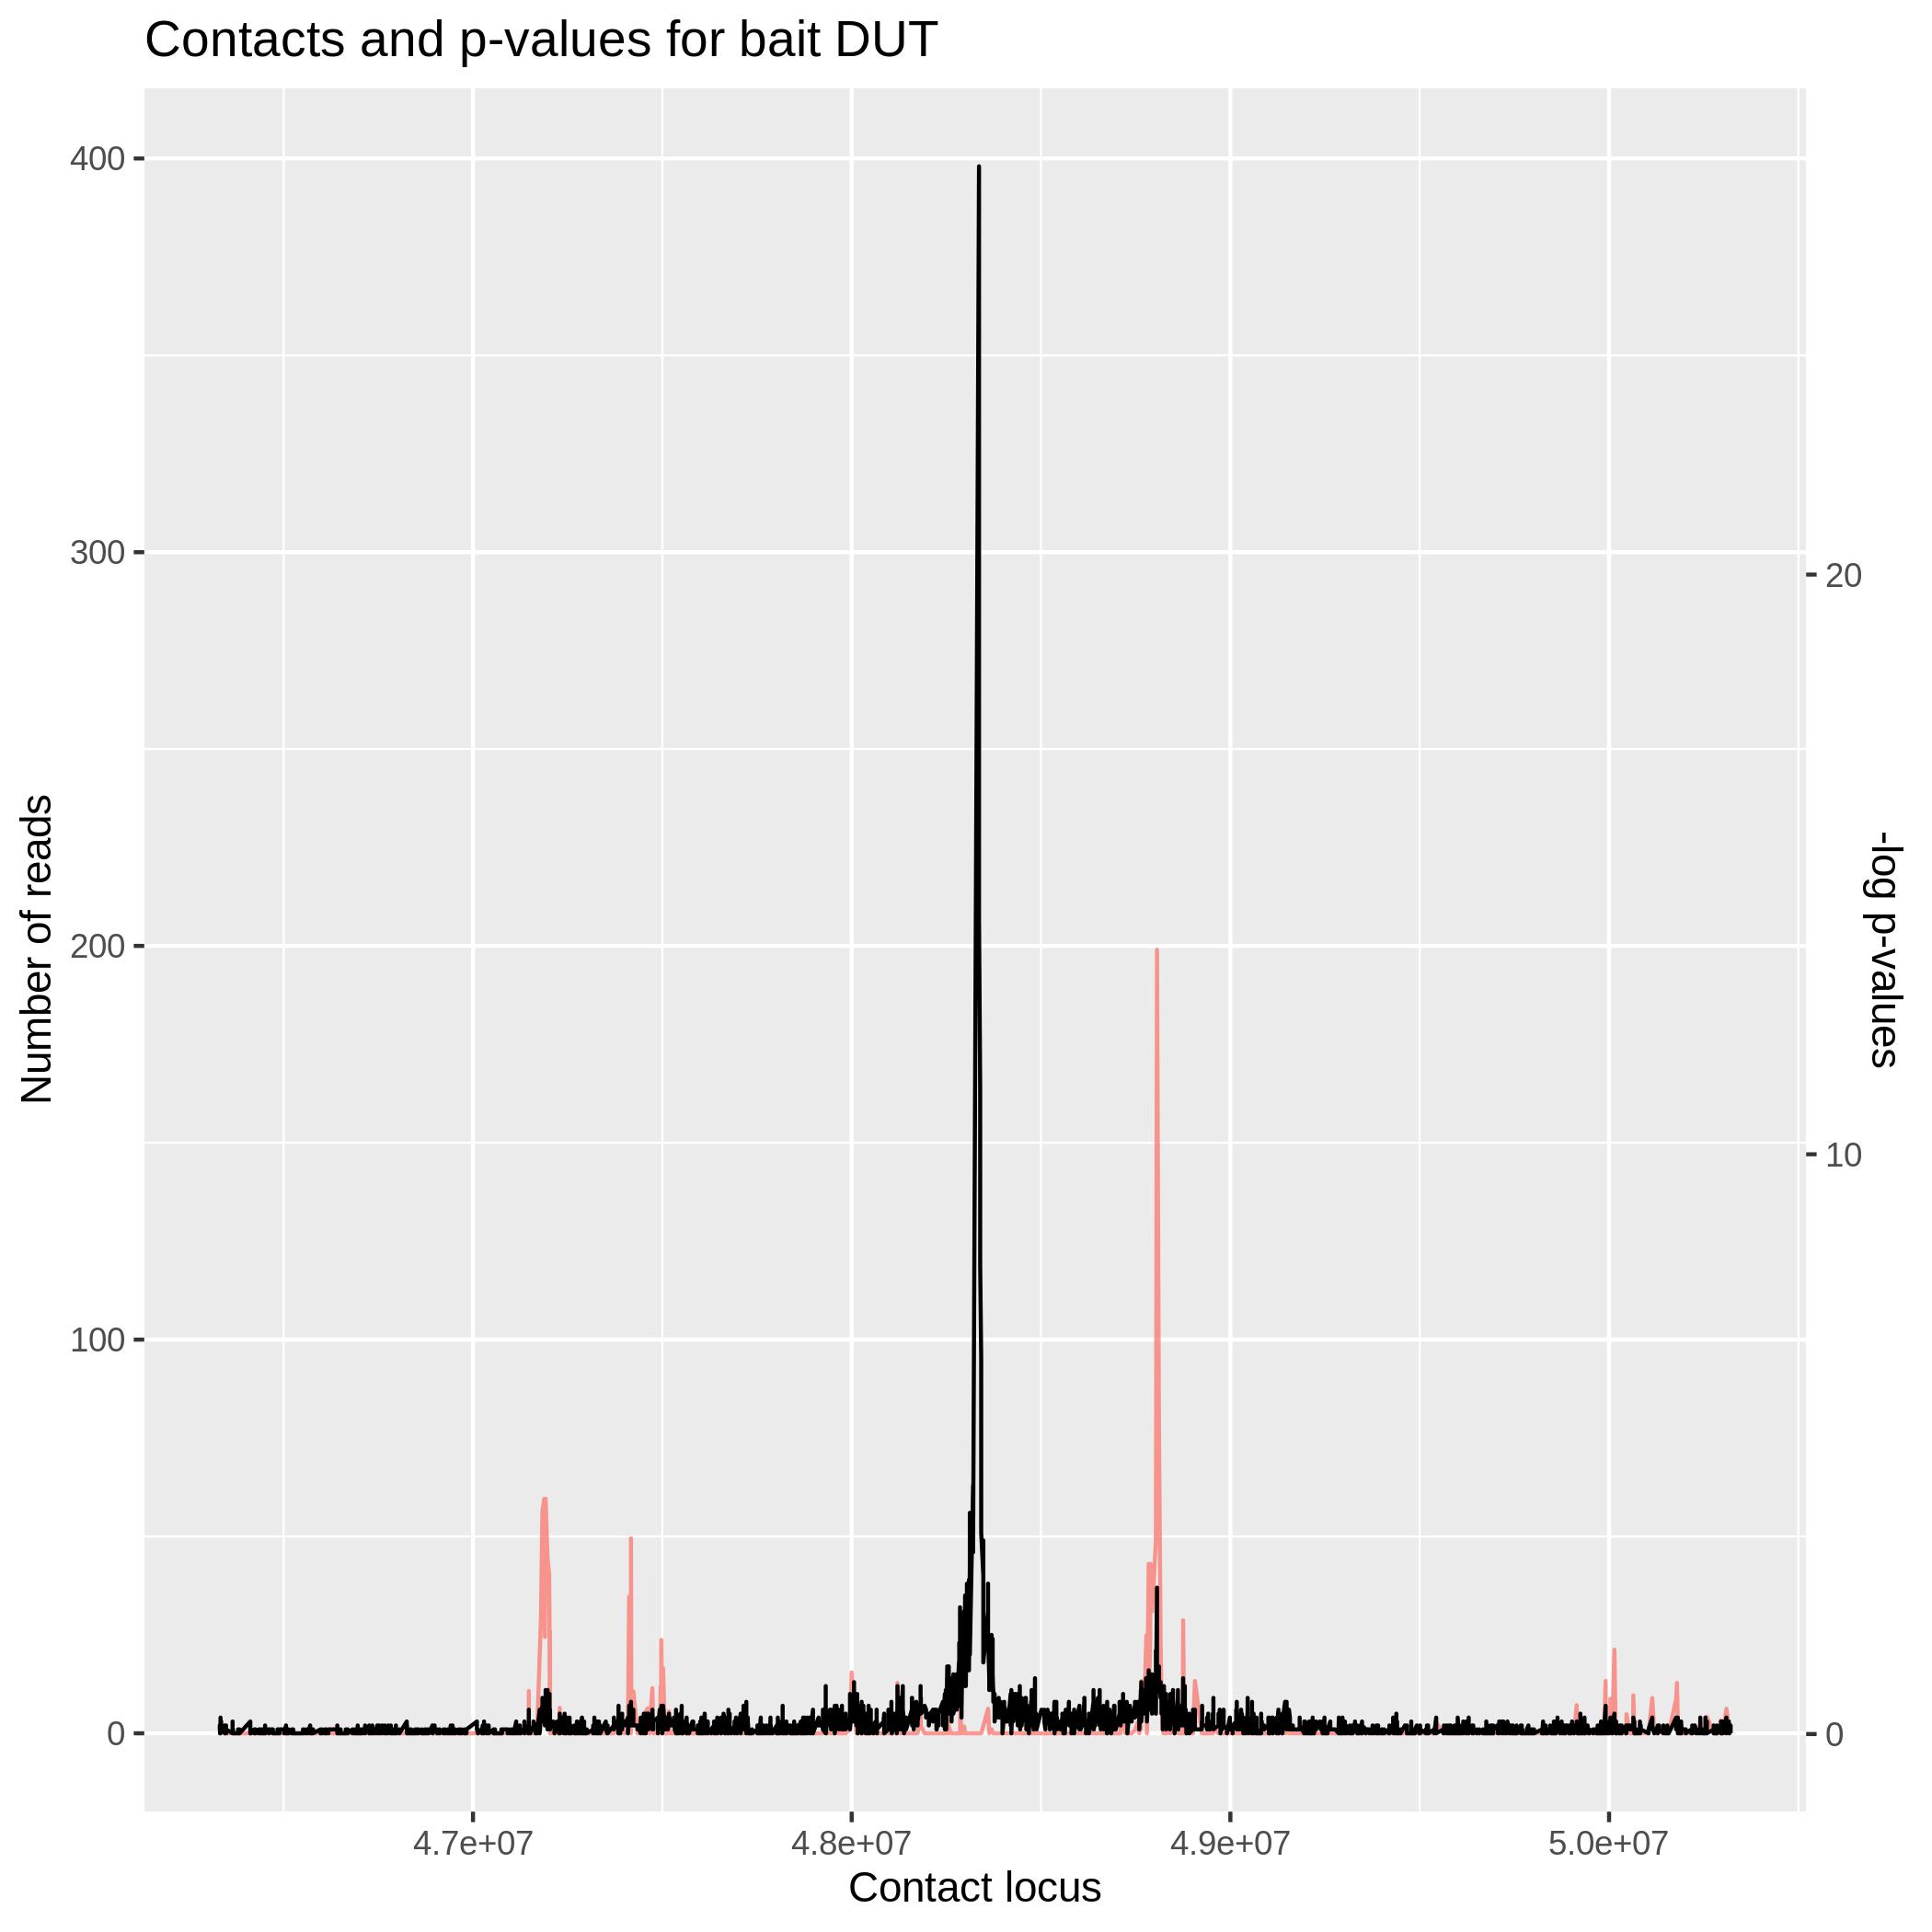 Contacts and p-values for bait DUT
400
300
200
100
0
Number of reads
20
10
0
-log p-values
4.7e+07
4.8e+07
4.9e+07
5.0e+07
Contact locus